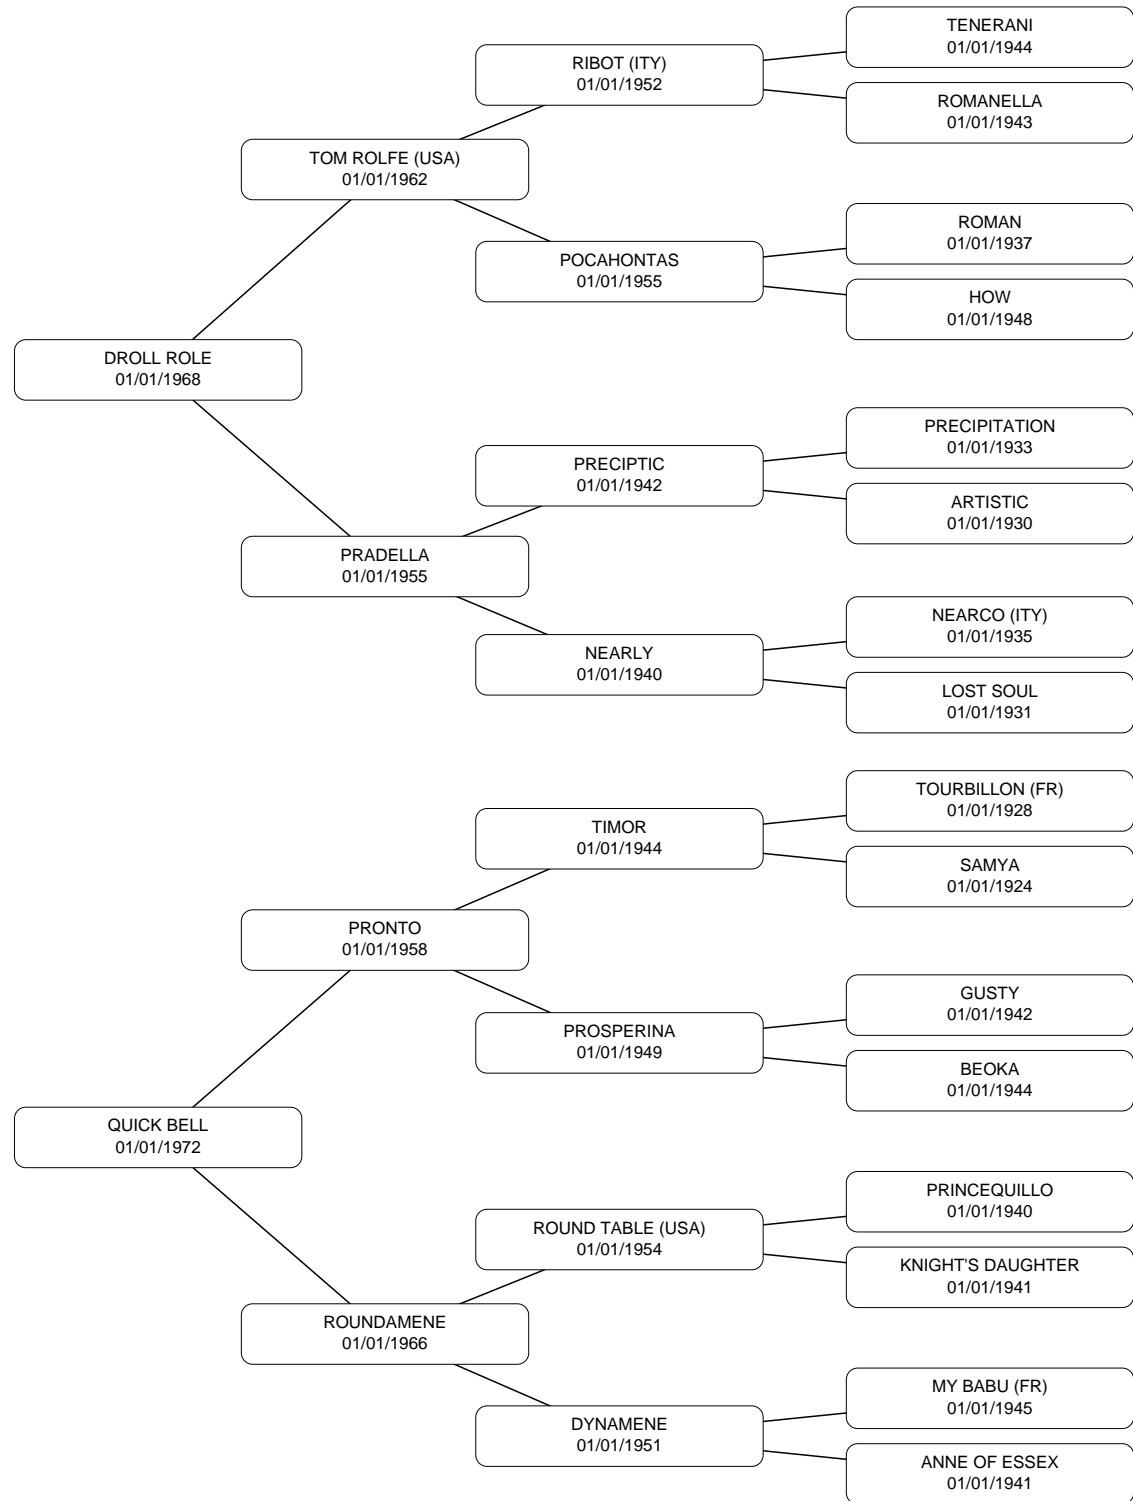 TENERANI
01/01/1944
RIBOT (ITY)
01/01/1952
ROMANELLA
01/01/1943
TOM ROLFE (USA)
01/01/1962
ROMAN
01/01/1937
POCAHONTAS
01/01/1955
HOW
01/01/1948
DROLL ROLE
01/01/1968
PRECIPITATION
01/01/1933
PRECIPTIC
01/01/1942
ARTISTIC
01/01/1930
PRADELLA
01/01/1955
NEARCO (ITY)
01/01/1935
NEARLY
01/01/1940
LOST SOUL
01/01/1931
TOURBILLON (FR)
01/01/1928
TIMOR
01/01/1944
SAMYA
01/01/1924
PRONTO
01/01/1958
GUSTY
01/01/1942
PROSPERINA
01/01/1949
BEOKA
01/01/1944
QUICK BELL
01/01/1972
PRINCEQUILLO
01/01/1940
ROUND TABLE (USA)
01/01/1954
KNIGHT'S DAUGHTER
01/01/1941
ROUNDAMENE
01/01/1966
MY BABU (FR)
01/01/1945
DYNAMENE
01/01/1951
ANNE OF ESSEX
01/01/1941